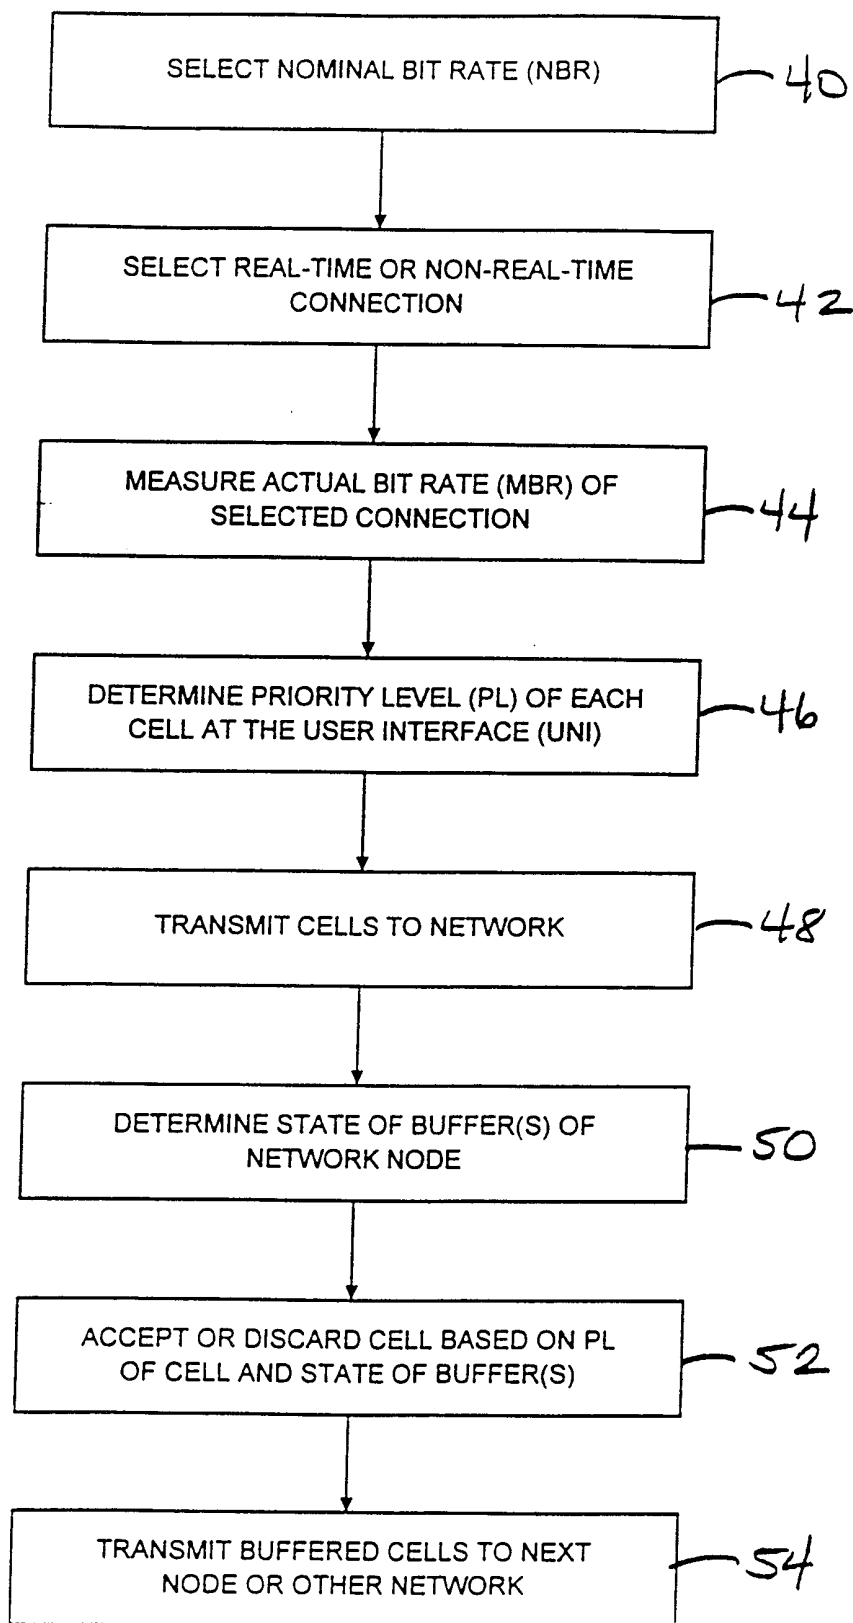 SELECT NOMINAL BIT RATE (NBR)
40
SELECT REAL-TIME OR NON-REAL-TIME
CONNECTION
42
MEASURE ACTUAL BIT RATE (MBR) OF
SELECTED CONNECTION
44
DETERMINE PRIORITY LEVEL (PL) OF EACH
CELL AT THE USER INTERFACE (UNI)
46
TRANSMIT CELLS TO NETWORK
48
DETERMINE STATE OF BUFFER(S) OF
NETWORK NODE
50
ACCEPT OR DISCARD CELL BASED ON PL
OF CELL AND STATE OF BUFFER(S)
52
TRANSMIT BUFFERED CELLS TO NEXT
NODE OR OTHER NETWORK
54